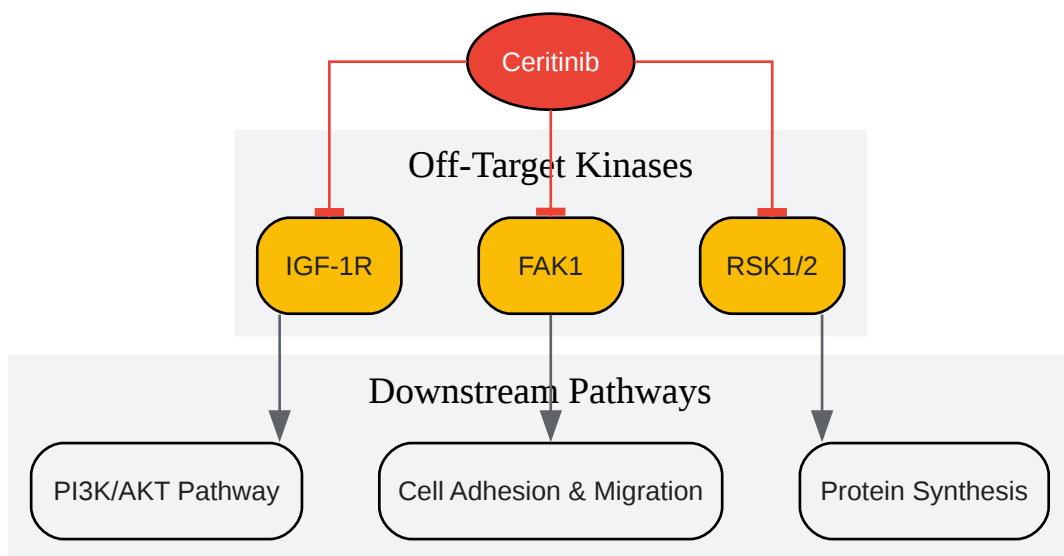 Ceritinib
Off-Target Kinases
IGF-1R
FAK1
RSK1/2
Downstream Pathways
PI3K/AKT Pathway
Cell Adhesion & Migration
Protein Synthesis